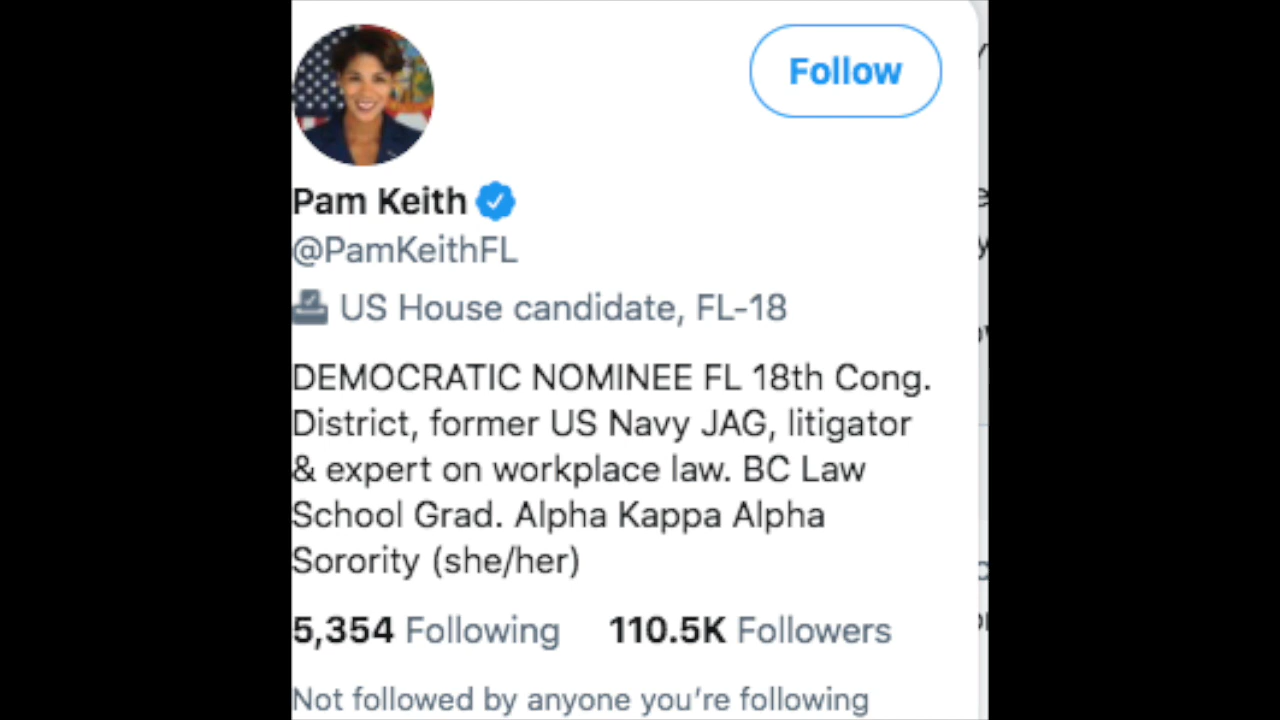 Follow
Pam Keith
@PamKeithFL
US House candidate, FL-18
DEMOCRATIC NOMINEE FL 18th Cong.
District, former US Navy JAG, litigator
& expert on workplace law. BC Law
School Grad. Alpha Kappa Alpha
Sorority (she/her)
5,354 Following 110.5K Followers
Not followed by anyone you’re following